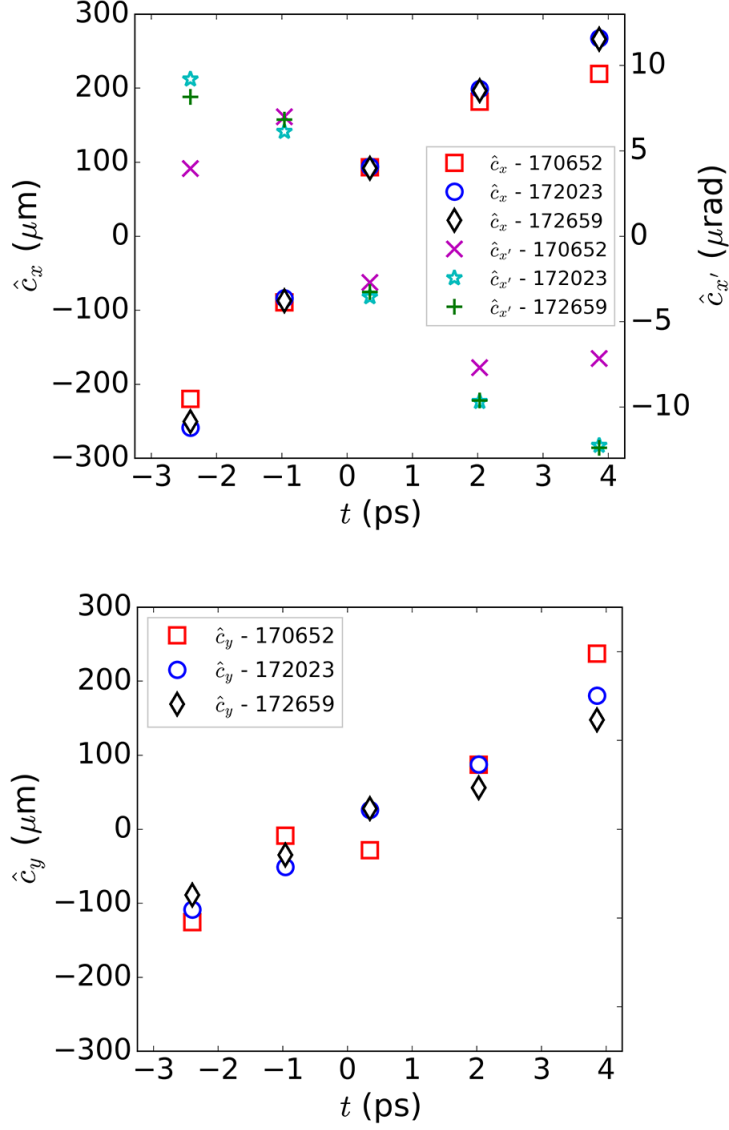 300
200
100
0
−100
−200
−300
ĉx (μm)
10
5
0
−5
−10
ĉx′ (μrad)
ĉx - 170652
ĉx - 172023
ĉx - 172659
ĉx′ - 170652
ĉx′ - 172023
ĉx′ - 172659
−3 −2 −1 0 1 2 3 4
t (ps)
300
200
100
0
−100
−200
−300
ĉy (μm)
ĉy - 170652
ĉy - 172023
ĉy - 172659
−3 −2 −1 0 1 2 3 4
t (ps)